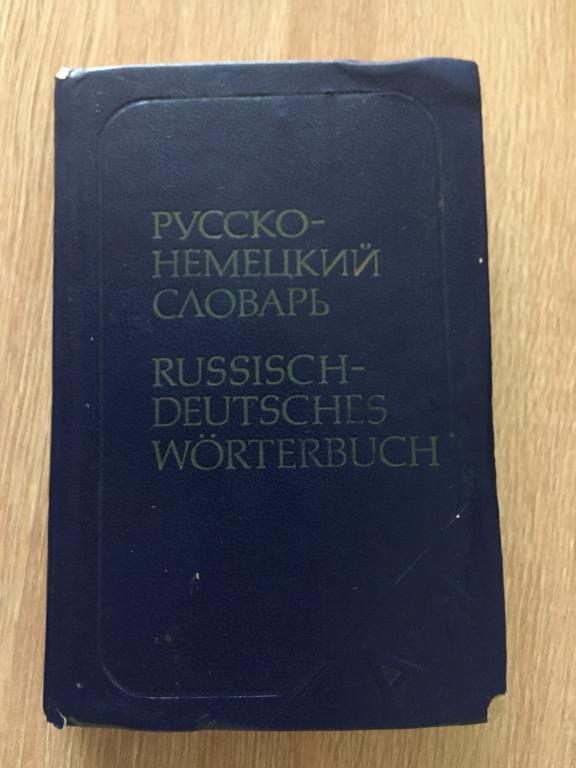 РУССКО-
НЕМЕЦКИЙ
СЛОВАРЬ
RUSSISCH-
DEUTSCHES
WÖRTERBUCH